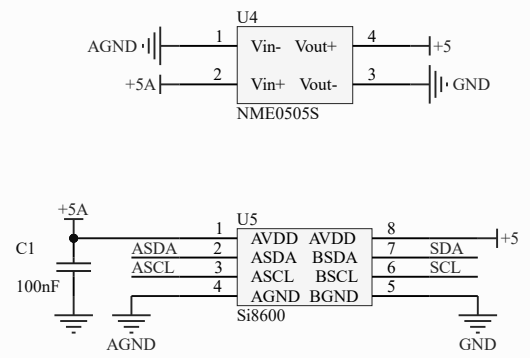 U4
AGND 1 Vin- Vout+ 4 +5
+5A 2 Vin+ Vout- 3 GND
NME0505S
+5A U5
1 AVDD AVDD 8 +5
C1 ASDA 2 ASDA BSDA 7 SDA
ASCL 3 ASCL BSCL 6 SCL
100nF 4 AGND BGND 5
Si8600
AGND GND